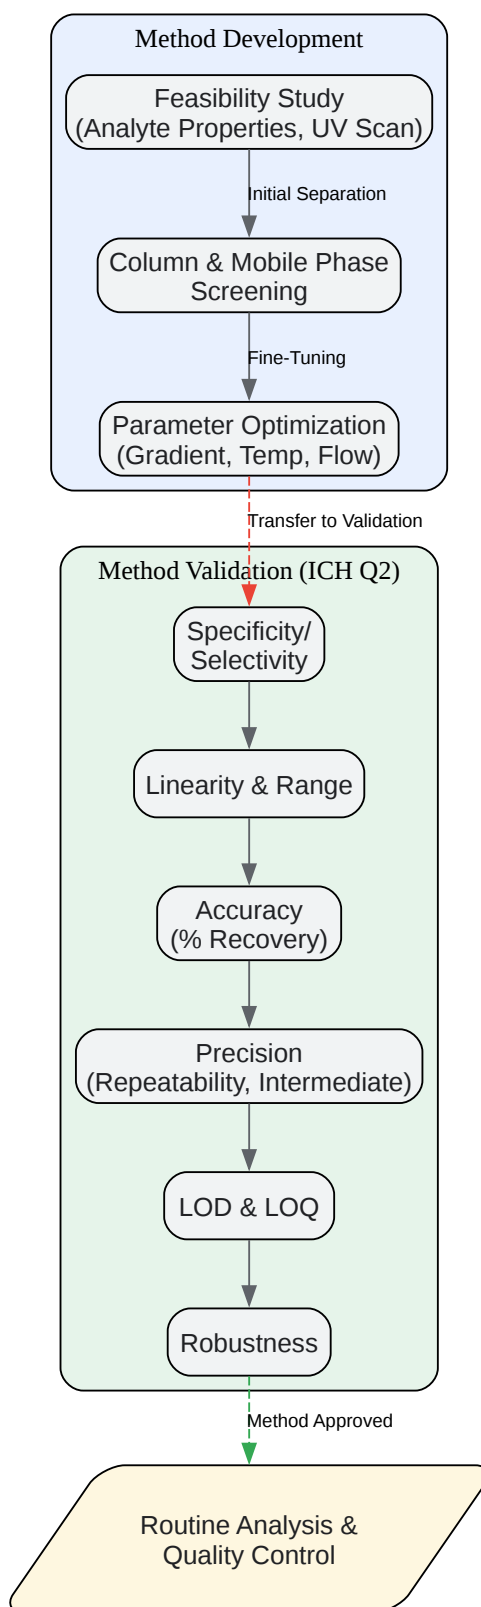 Method Development
Feasibility Study
(Analyte Properties, UV Scan)
Initial Separation
Column & Mobile Phase
Screening
Fine-Tuning
Parameter Optimization
(Gradient, Temp, Flow)
Transfer to Validation
Method Validation (ICH Q2)
Specificity/
Selectivity
Linearity & Range
Accuracy
(% Recovery)
Precision
(Repeatability, Intermediate)
LOD & LOQ
Robustness
Method Approved
Routine Analysis &
Quality Control